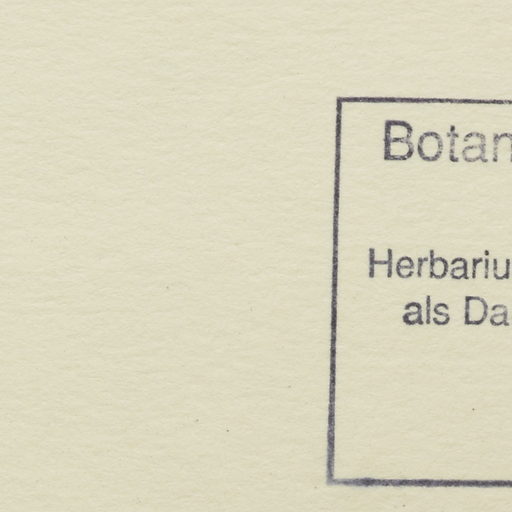 Botan
Herbariu
als Da